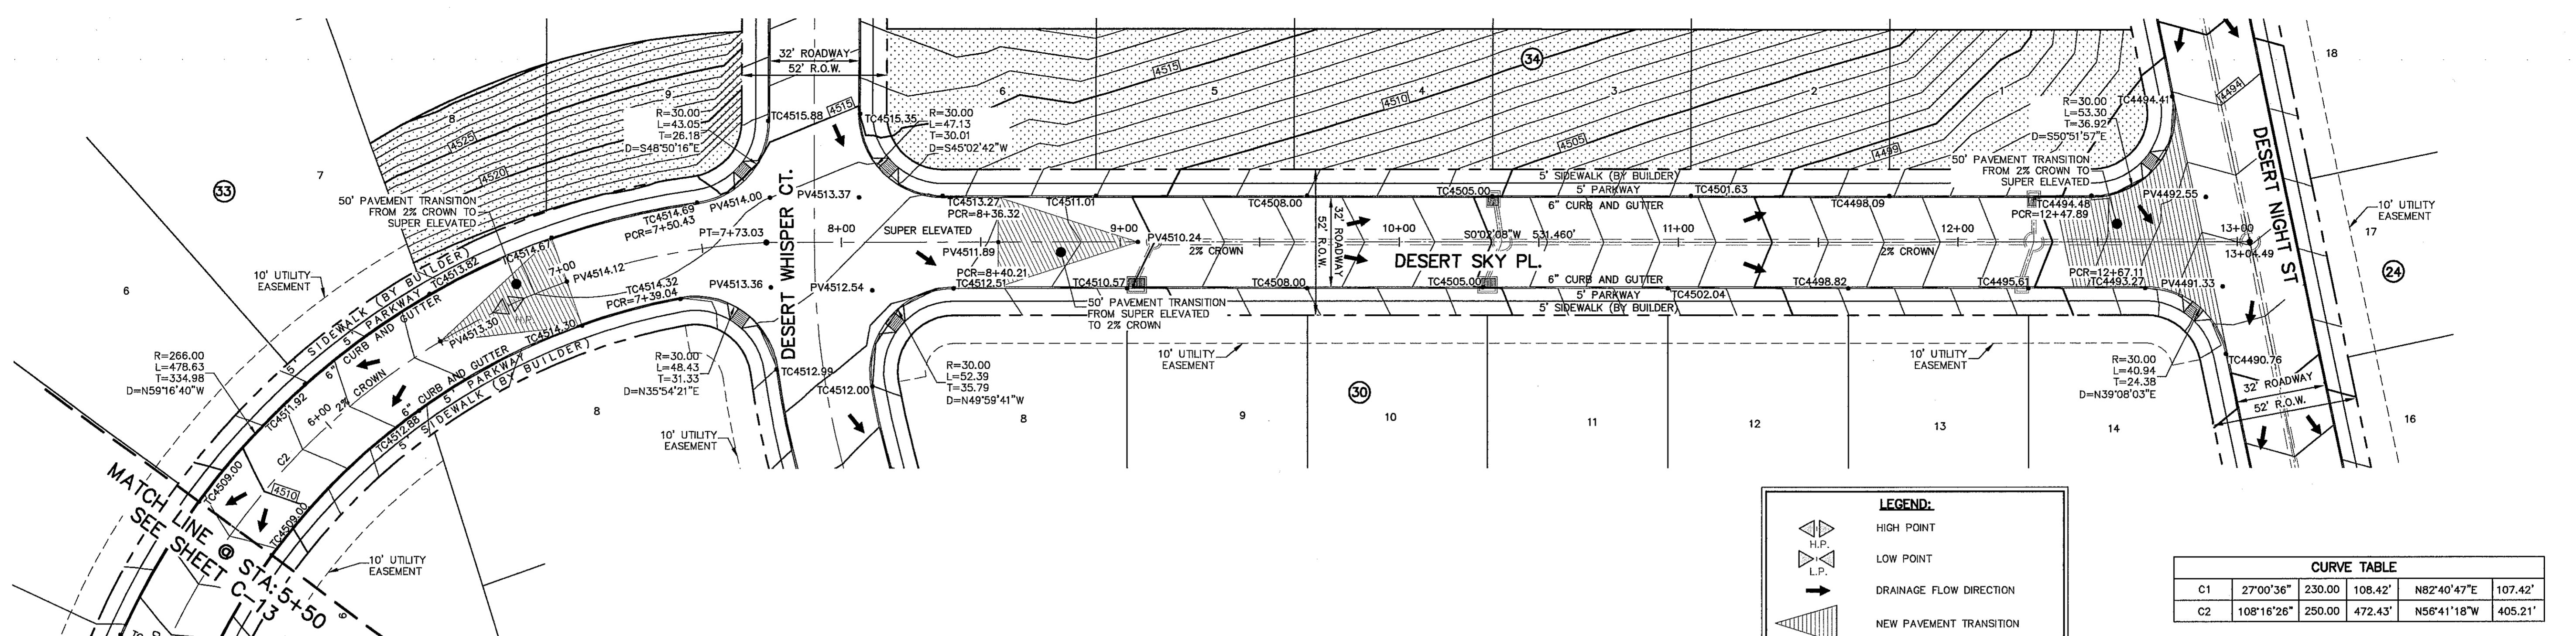 33
7
8
9
4525
4520
32' ROADWAY
52' R.O.W.
R=30.00
L=43.05
T=26.18
D=S48°50'16"E
TC4515.88
4515
TC4515.35
R=30.00
L=47.13
T=30.01
D=S45°02'42"W
6
5
4
3
2
1
34
4515
4510
4505
4499
R=30.00
L=53.30
T=36.92
D=S50°51'57"E
TC4494.41
4494
18
DESERT NIGHT ST
50' PAVEMENT TRANSITION
FROM 2% CROWN TO
SUPER ELEVATED
50' PAVEMENT TRANSITION
FROM 2% CROWN TO
SUPER ELEVATED
TC4514.69
PCR=7+50.43
PV4514.00
PV4513.37
PT=7+73.03
8+00
SUPER ELEVATED
DESERT WHISPER CT.
TC4513.27
PCR=8+36.32
TC4511.01
TC4508.00
5' SIDEWALK (BY BUILDER)
5' PARKWAY
6" CURB AND GUTTER
TC4505.00
TC4501.63
TC4498.09
TC4494.48
PCR=12+47.89
PV4492.55
10' UTILITY
EASEMENT
17
24
9+00
PV4510.24
2% CROWN
32' ROADWAY
52' R.O.W.
10+00
S0°02'08"W 531.460'
DESERT SKY PL.
11+00
12+00
2% CROWN
13+00
13+04.49
6
10' UTILITY
EASEMENT
5' SIDEWALK (BY BUILDER)
5' PARKWAY
6" CURB AND GUTTER
TC4513.82
TC4514.67
7+00
PV4514.12
TC4514.32
PCR=7+39.04
PV4513.36
PV4512.54
PV4511.89
PCR=8+40.21
TC4512.51
TC4510.57
TC4508.00
TC4505.00
6" CURB AND GUTTER
5' PARKWAY
5' SIDEWALK (BY BUILDER)
TC4502.04
TC4498.82
TC4495.61
PCR=12+67.11
TC4493.27
PV4491.33
50' PAVEMENT TRANSITION
FROM SUPER ELEVATED
TO 2% CROWN
H.P.
PV4513.30
TC4514.30
R=266.00
L=478.63
T=334.98
D=N59°16'40"W
R=30.00
L=48.43
T=31.33
D=N35°54'21"E
TC4512.99
TC4512.00
R=30.00
L=52.39
T=35.79
D=N49°59'41"W
10' UTILITY
EASEMENT
10' UTILITY
EASEMENT
R=30.00
L=40.94
T=24.38
D=N39°08'03"E
TC4490.76
32' ROADWAY
52' R.O.W.
16
TC4511.92
6+00
2% CROWN
6" CURB AND GUTTER
5' PARKWAY
5' SIDEWALK (BY BUILDER)
TC4512.88
8
10' UTILITY
EASEMENT
8
9
30
10
11
12
13
14
C2
TC4509.00
4510
TC4509.00
MATCH LINE @ STA: 5+50
SEE SHEET C-13
10' UTILITY
EASEMENT
9
LEGEND:
H.P.
HIGH POINT
L.P.
LOW POINT
DRAINAGE FLOW DIRECTION
NEW PAVEMENT TRANSITION
CURVE TABLE
C1 27°00'36" 230.00 108.42' N82°40'47"E 107.42'
C2 108°16'26" 250.00 472.43' N56°41'18"W 405.21'